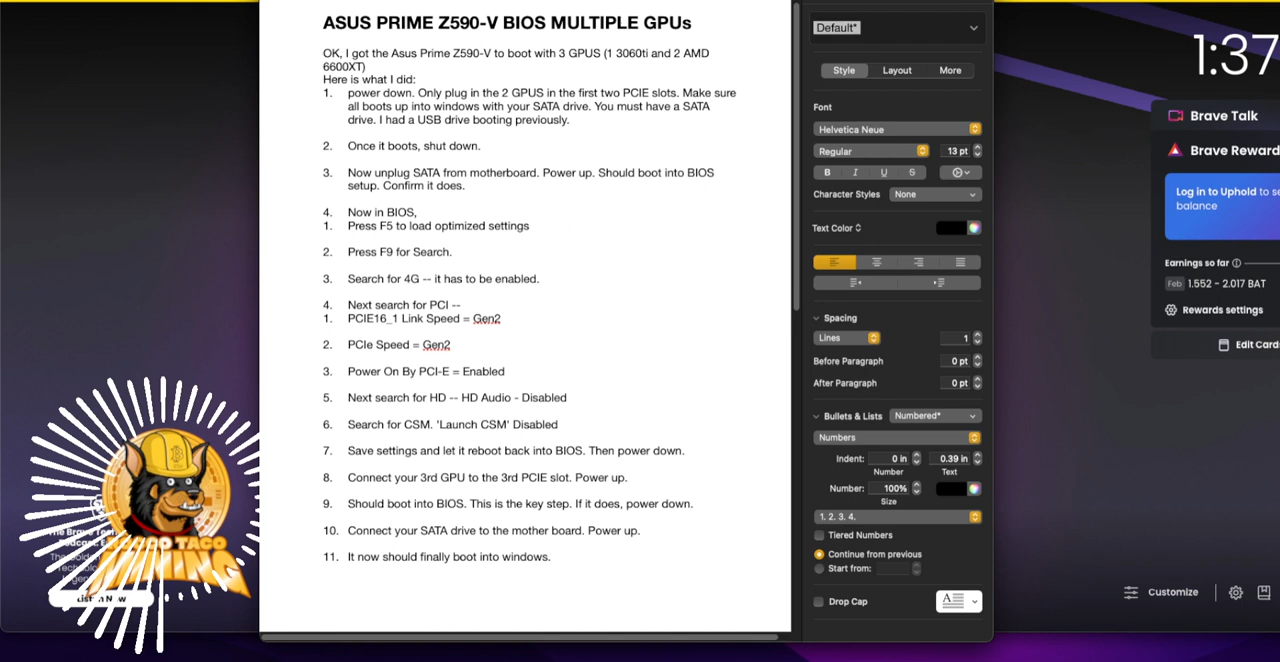 ASUS PRIME Z590-V BIOS MULTIPLE GPUs
OK, I got the Asus Prime Z590-V to boot with 3 GPUS (1 3060ti and 2 AMD
6600XT)
Here is what I did:
1. power down. Only plug in the 2 GPUS in the first two PCIE slots. Make sure
all boots up into windows with your SATA drive. You must have a SATA
drive. I had a USB drive booting previously.
2. Once it boots, shut down.
3. Now unplug SATA from motherboard. Power up. Should boot into BIOS
setup. Confirm it does.
4. Now in BIOS,
1. Press F5 to load optimized settings
2. Press F9 for Search.
3. Search for 4G -- it has to be enabled.
4. Next search for PCI --
1. PCIE16_1 Link Speed = Gen2
2. PCIe Speed = Gen2
3. Power On By PCI-E = Enabled
5. Next search for HD -- HD Audio - Disabled
6. Search for CSM. 'Launch CSM' Disabled
7. Save settings and let it reboot back into BIOS. Then power down.
8. Connect your 3rd GPU to the 3rd PCIE slot. Power up.
9. Should boot into BIOS. This is the key step. If it does, power down.
10. Connect your SATA drive to the mother board. Power up.
11. It now should finally boot into windows.
Default*
Style Layout More
Font
Helvetica Neue
Regular 13 pt
B I U S
Character Styles None
Text Color
Spacing
Lines 1
Before Paragraph 0 pt
After Paragraph 0 pt
Bullets & Lists Numbered*
Numbers
Indent: 0 in 0.39 in
Number Text
Number: 100%
Size
1. 2. 3. 4.
Tiered Numbers
Continue from previous
Start from:
Drop Cap
A
1:37
Brave Talk
Brave Reward
Log in to Uphold to se
balance
Earnings so far
Feb 1.552 - 2.017 BAT
Rewards settings
Edit Card
Customize
TACO
MINING